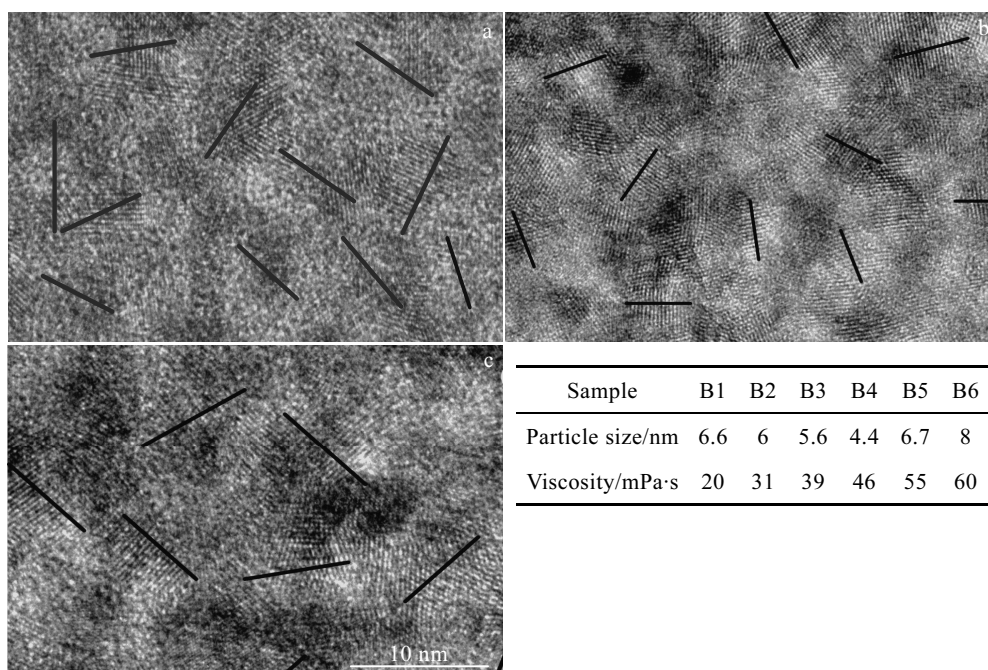 a
b
c
10 nm
Sample B1 B2 B3 B4 B5 B6
Particle size/nm 6.6 6 5.6 4.4 6.7 8
Viscosity/mPa·s 20 31 39 46 55 60